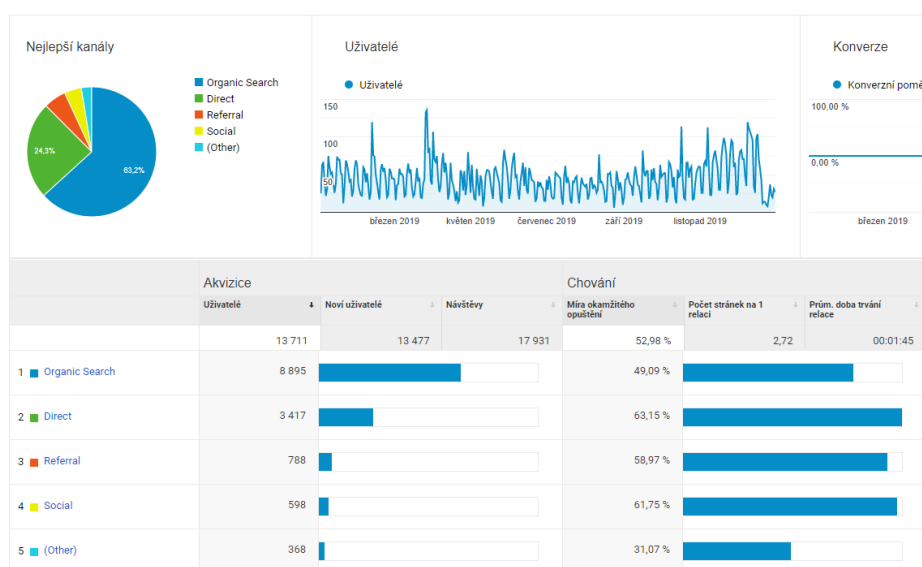 Nejlepší kanály
Organic Search
Direct
Referral
Social
(Other)
24,3%
63,2%
Uživatelé
Uživatelé
150
100
50
březen 2019 květen 2019 červenec 2019 září 2019 listopad 2019
Konverze
Konverzní pomě
100,00 %
0,00 %
březen 2019
Akvizice Chování
Uživatelé Noví uživatelé Návštěvy Míra okamžitého opuštění Počet stránek na 1 relaci Prům. doba trvání relace
13 711 13 477 17 931 52,98 % 2,72 00:01:45
1 Organic Search 8 895 49,09 %
2 Direct 3 417 63,15 %
3 Referral 788 58,97 %
4 Social 598 61,75 %
5 (Other) 368 31,07 %